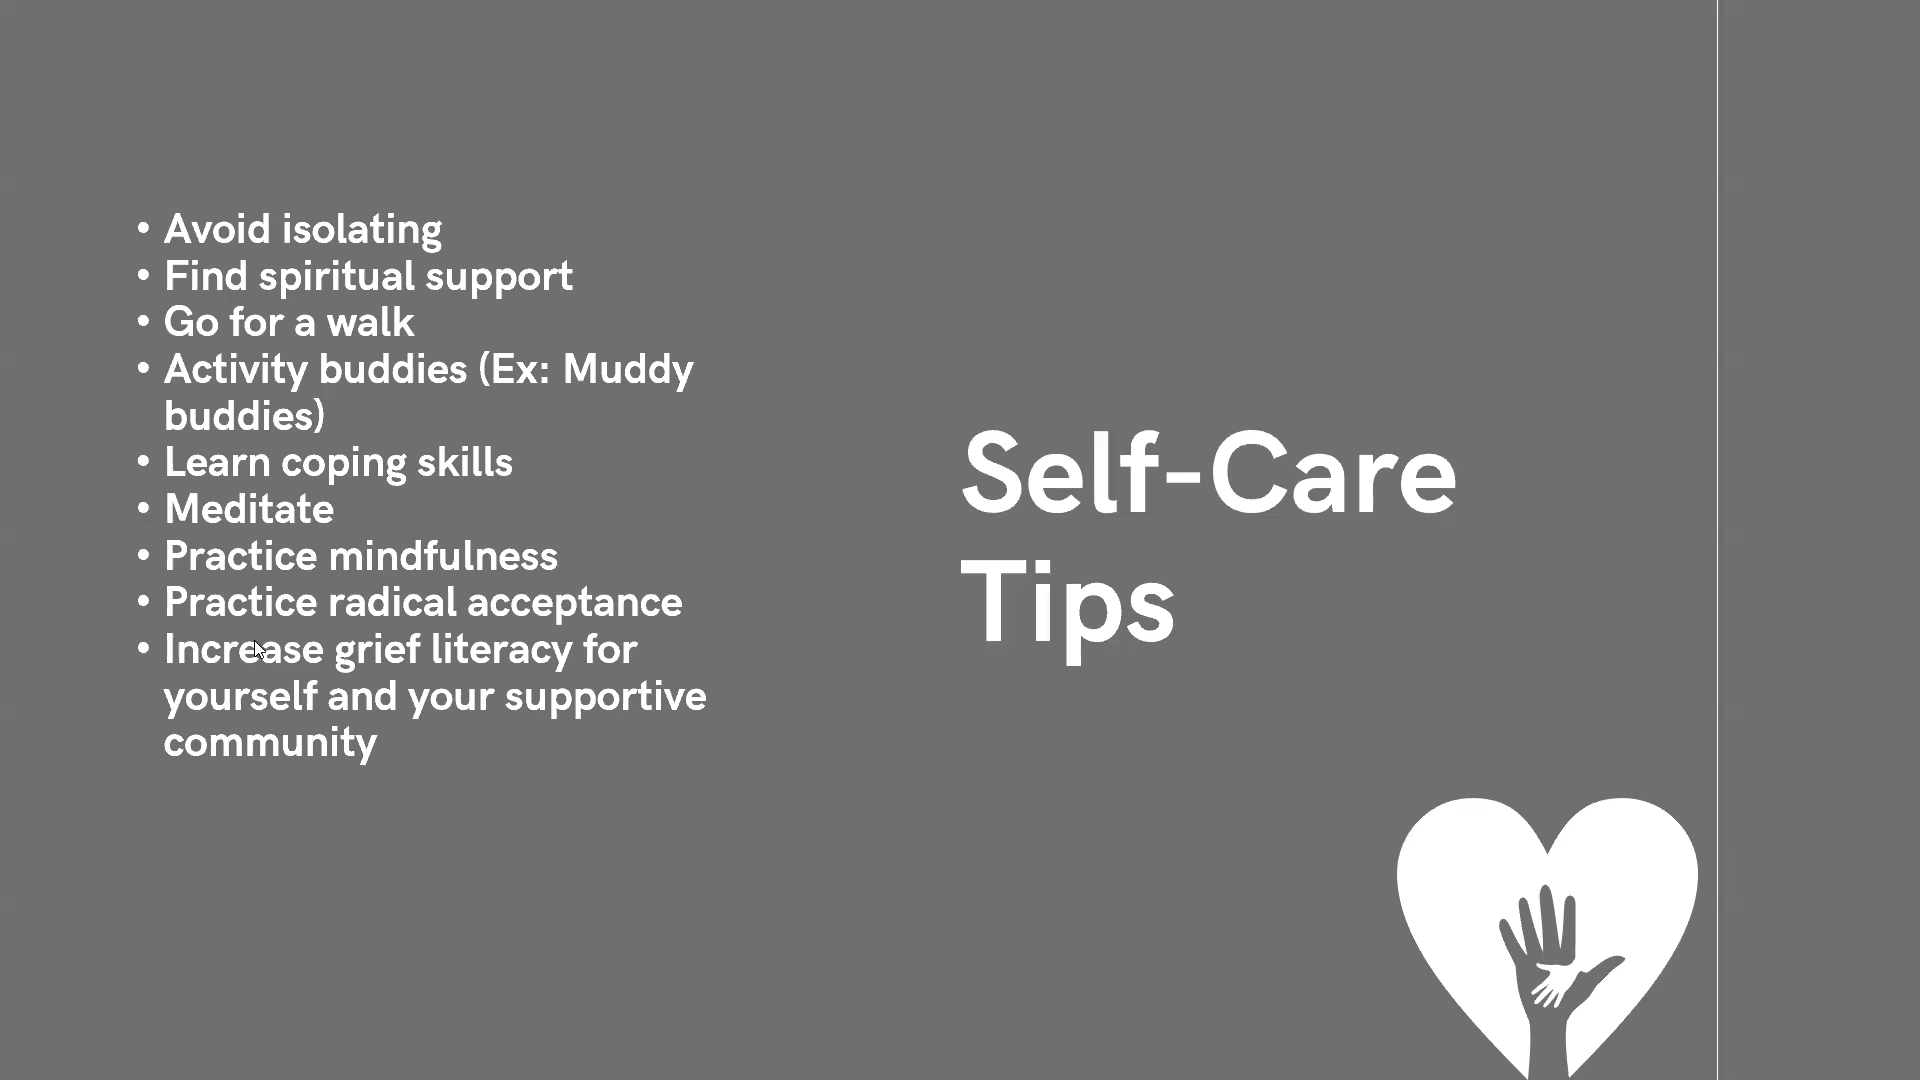 • Avoid isolating
• Find spiritual support
• Go for a walk
• Activity buddies (Ex: Muddy
buddies)
• Learn coping skills
• Meditate
• Practice mindfulness
• Practice radical acceptance
• Increase grief literacy for
yourself and your supportive
community
Self-Care
Tips